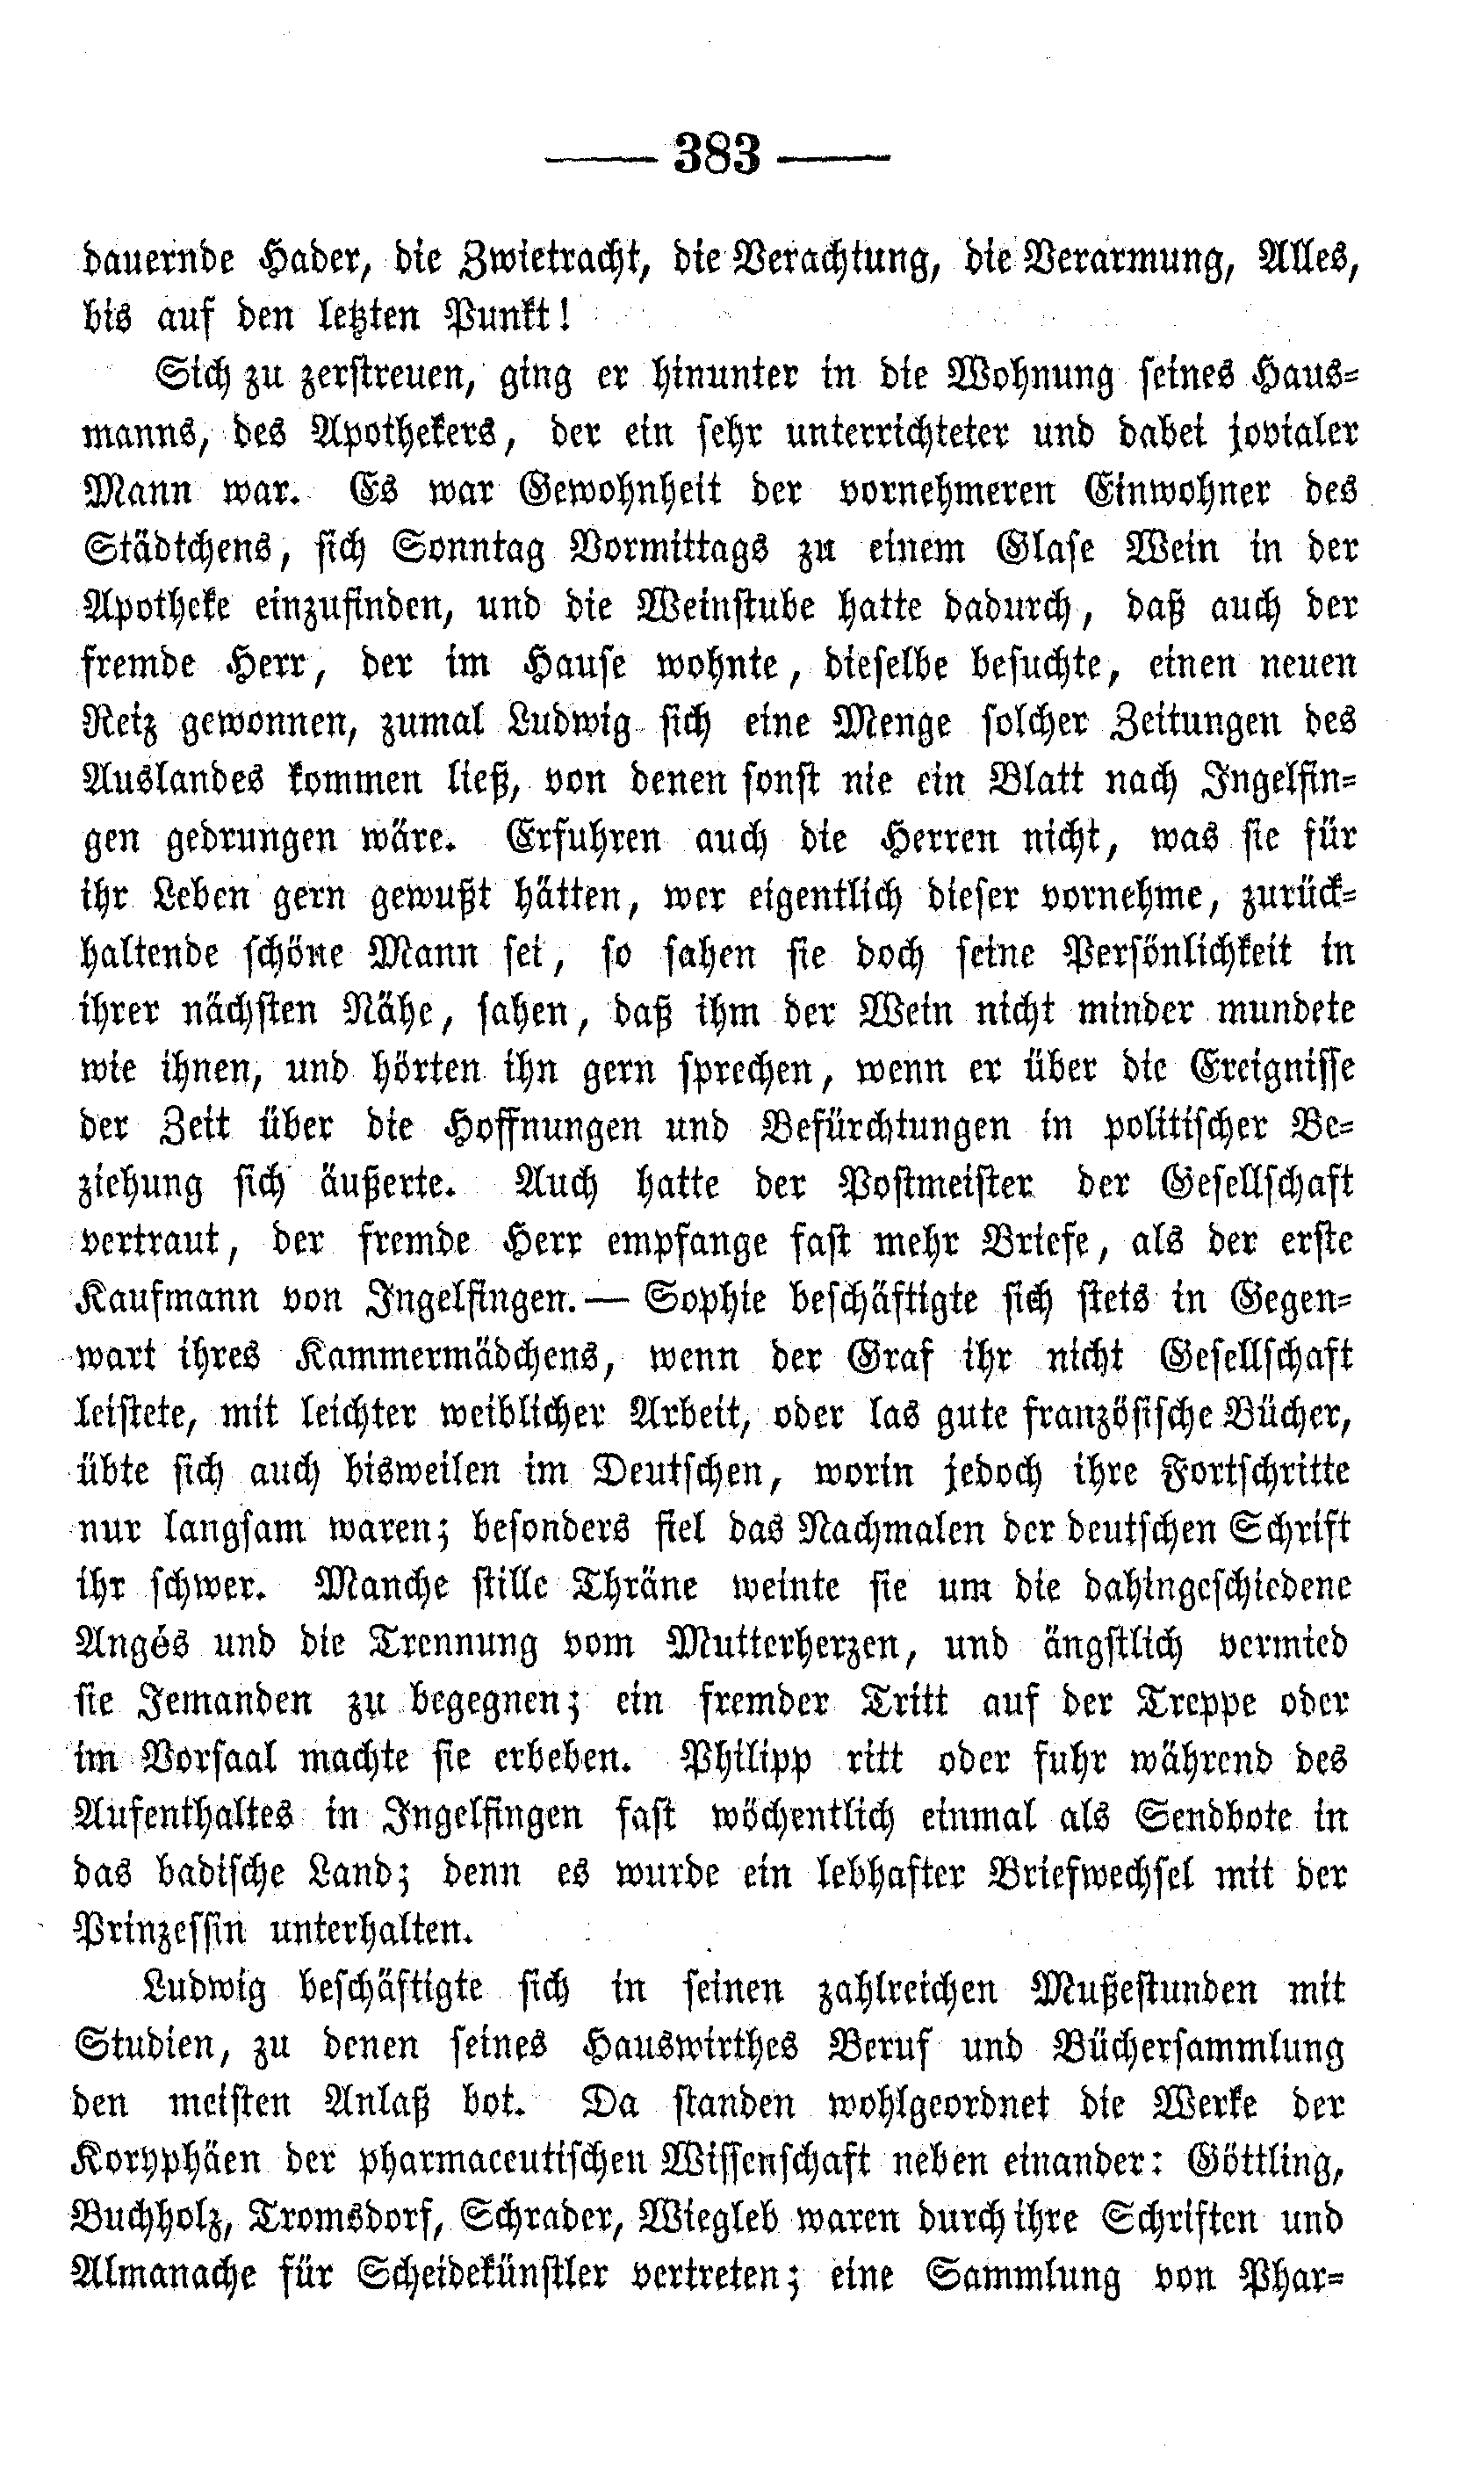 383
dauernde Hader, die Zwietracht, die Verachtung, die Verarmung, Alles,
bis auf den letzten Punkt!
Sich zu zerstreuen, ging er hinunter in die Wohnung seines Haus-
manns, des Apothekers, der ein sehr unterrichteter und dabei jovialer
Mann war. Es war Gewohnheit der vornehmeren Einwohner des
Städtchens, sich Sonntag Vormittags zu einem Glase Wein in der
Apotheke einzufinden, und die Weinstube hatte dadurch, daß auch der
fremde Herr, der im Hause wohnte, dieselbe besuchte, einen neuen
Reiz gewonnen, zumal Ludwig sich eine Menge solcher Zeitungen des
Auslandes kommen ließ, von denen sonst nie ein Blatt nach Ingelfin-
gen gedrungen wäre. Erfuhren auch die Herren nicht, was sie für
ihr Leben gern gewußt hätten, wer eigentlich dieser vornehme, zurück-
haltende schöne Mann sei, so sahen sie doch seine Persönlichkeit in
ihrer nächsten Nähe, sahen, daß ihm der Wein nicht minder mundete
wie ihnen, und hörten ihn gern sprechen, wenn er über die Ereignisse
der Zeit über die Hoffnungen und Befürchtungen in politischer Be-
ziehung sich äußerte. Auch hatte der Postmeister der Gesellschaft
vertraut, der fremde Herr empfange fast mehr Briefe, als der erste
Kaufmann von Ingelfingen. — Sophie beschäftigte sich stets in Gegen-
wart ihres Kammermädchens, wenn der Graf ihr nicht Gesellschaft
leistete, mit leichter weiblicher Arbeit, oder las gute französische Bücher,
übte sich auch bisweilen im Deutschen, worin jedoch ihre Fortschritte
nur langsam waren; besonders fiel das Nachmalen der deutschen Schrift
ihr schwer. Manche stille Thräne weinte sie um die dahingeschiedene
Angés und die Trennung vom Mutterherzen, und ängstlich vermied
sie Jemanden zu begegnen; ein fremder Tritt auf der Treppe oder
im Vorsaal machte sie erbeben. Philipp ritt oder fuhr während des
Aufenthaltes in Ingelfingen fast wöchentlich einmal als Sendbote in
das badische Land; denn es wurde ein lebhafter Briefwechsel mit der
Prinzessin unterhalten.
Ludwig beschäftigte sich in seinen zahlreichen Mußestunden mit
Studien, zu denen seines Hauswirthes Beruf und Büchersammlung
den meisten Anlaß bot. Da standen wohlgeordnet die Werke der
Koryphäen der pharmaceutischen Wissenschaft neben einander: Göttling,
Buchholz, Tromsdorf, Schrader, Wiegleb waren durch ihre Schriften und
Almanache für Scheidekünstler vertreten; eine Sammlung von Phar-